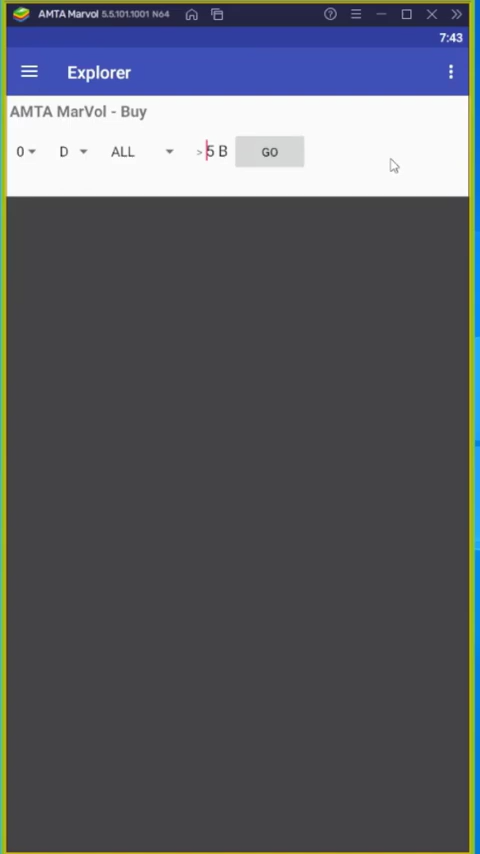 AMTA Marvol 5.5.101.1001 N64
7:43
Explorer
AMTA MarVol - Buy
0 D ALL > 5 B GO